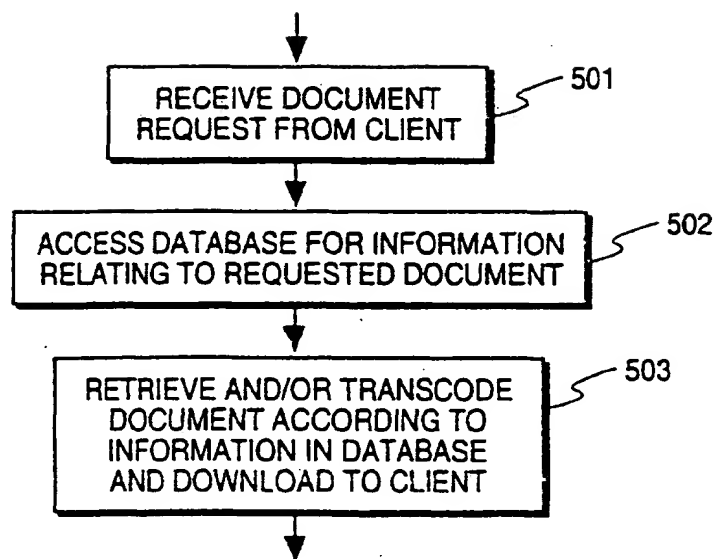 RECEIVE DOCUMENT
REQUEST FROM CLIENT
501
ACCESS DATABASE FOR INFORMATION
RELATING TO REQUESTED DOCUMENT
502
RETRIEVE AND/OR TRANSCODE
DOCUMENT ACCORDING TO
INFORMATION IN DATABASE
AND DOWNLOAD TO CLIENT
503